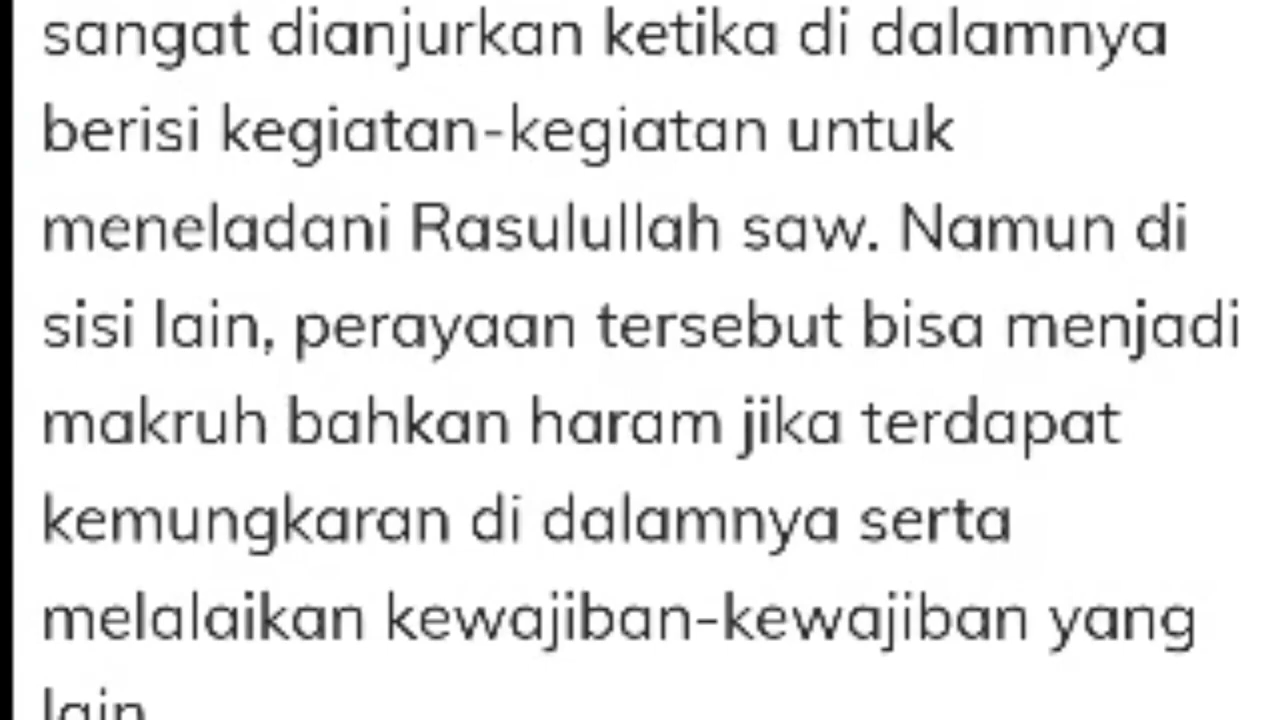 sangat dianjurkan ketika di dalamnya
berisi kegiatan-kegiatan untuk
meneladani Rasulullah saw. Namun di
sisi lain, perayaan tersebut bisa menjadi
makruh bahkan haram jika terdapat
kemungkaran di dalamnya serta
melalaikan kewajiban-kewajiban yang
lain